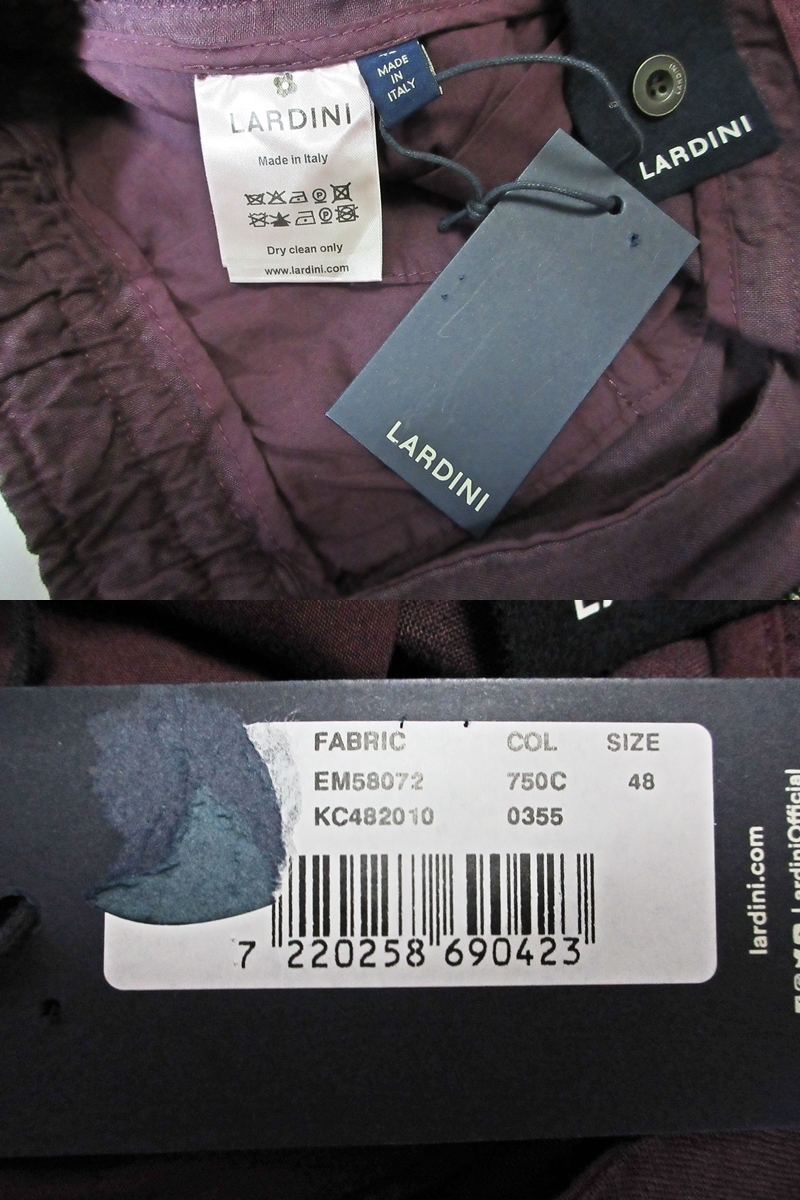 LARDINI
Made in Italy
Dry clean only
www.lardini.com
MADE
IN
ITALY
LARDINI
LARDINI
FABRIC COL SIZE
EM58072 750C 48
KC482010 0355
7 220258 690423
lardini.com
LardiniOfficial